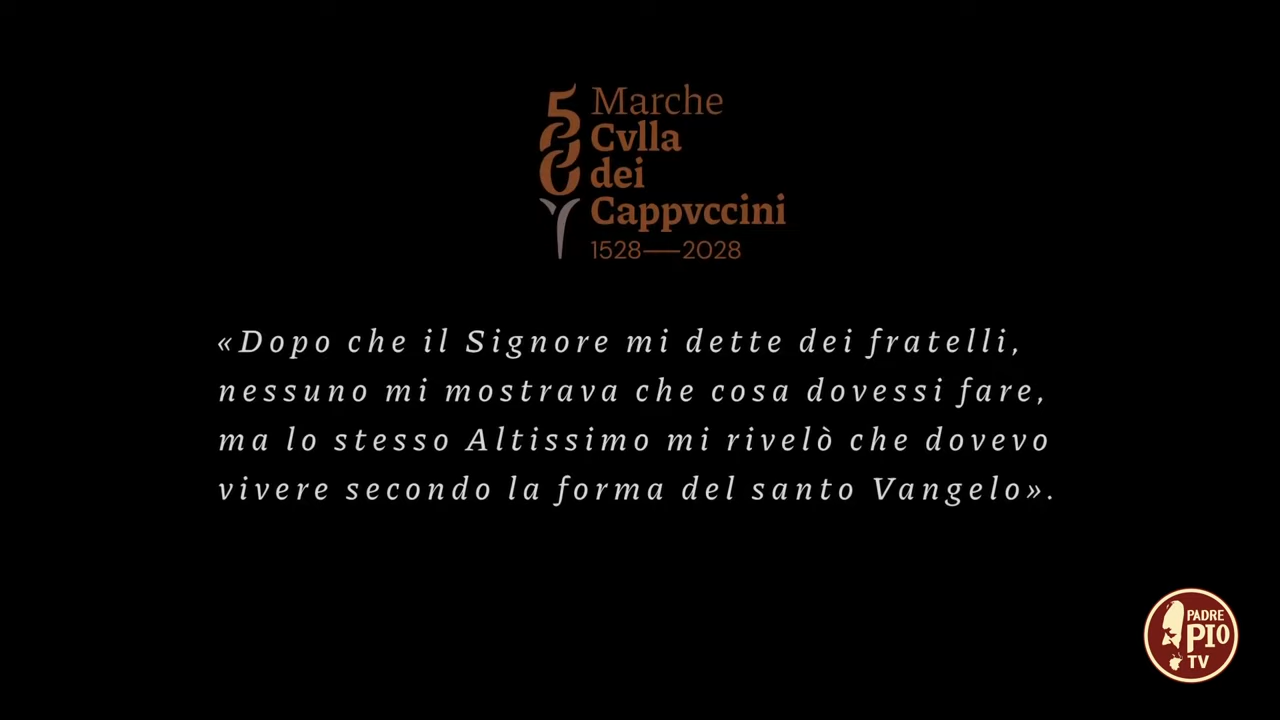 500
Marche
Cvlla
dei
Cappvccini
1528—2028
«Dopo che il Signore mi dette dei fratelli,
nessuno mi mostrava che cosa dovessi fare,
ma lo stesso Altissimo mi rivelò che dovevo
vivere secondo la forma del santo Vangelo».
PADRE
PIO
TV